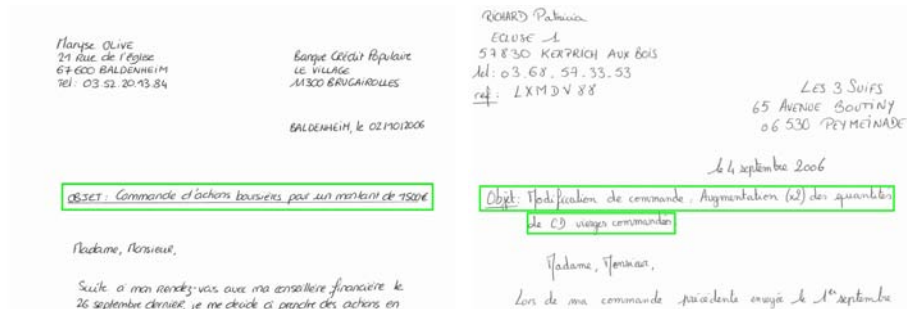 Maryse OLIVE
21 Rue de l'église
67600 BALDENHEIM
Tel : 03.52.20.43.84
Banque Crédit Populaire
LE VILLAGE
11300 BRUGAIROLLES
BALDENHEIM, le 02/10/2006
OBJET : Commande d'actions boursières pour un montant de 1500€
Madame, Monsieur,
Suite a mon rendez-vous avec ma conseillère financière le
26 septembre dernier, je me décide à prendre des actions en
RICHARD Patricia
ECLUSE 1
57830 KERPRICH AUX BOIS
tél : 03.68.57.33.53
ref : LXMDV88
LES 3 SUIFS
65 AVENUE BOUTINY
06 530 PEYMEINADE
le 4 septembre 2006
Objet : Modification de commande : Augmentation (x2) des quantités
de CD vierges commandés
Madame, Monsieur,
Lors de ma commande précédente envoyée le 1er septembre